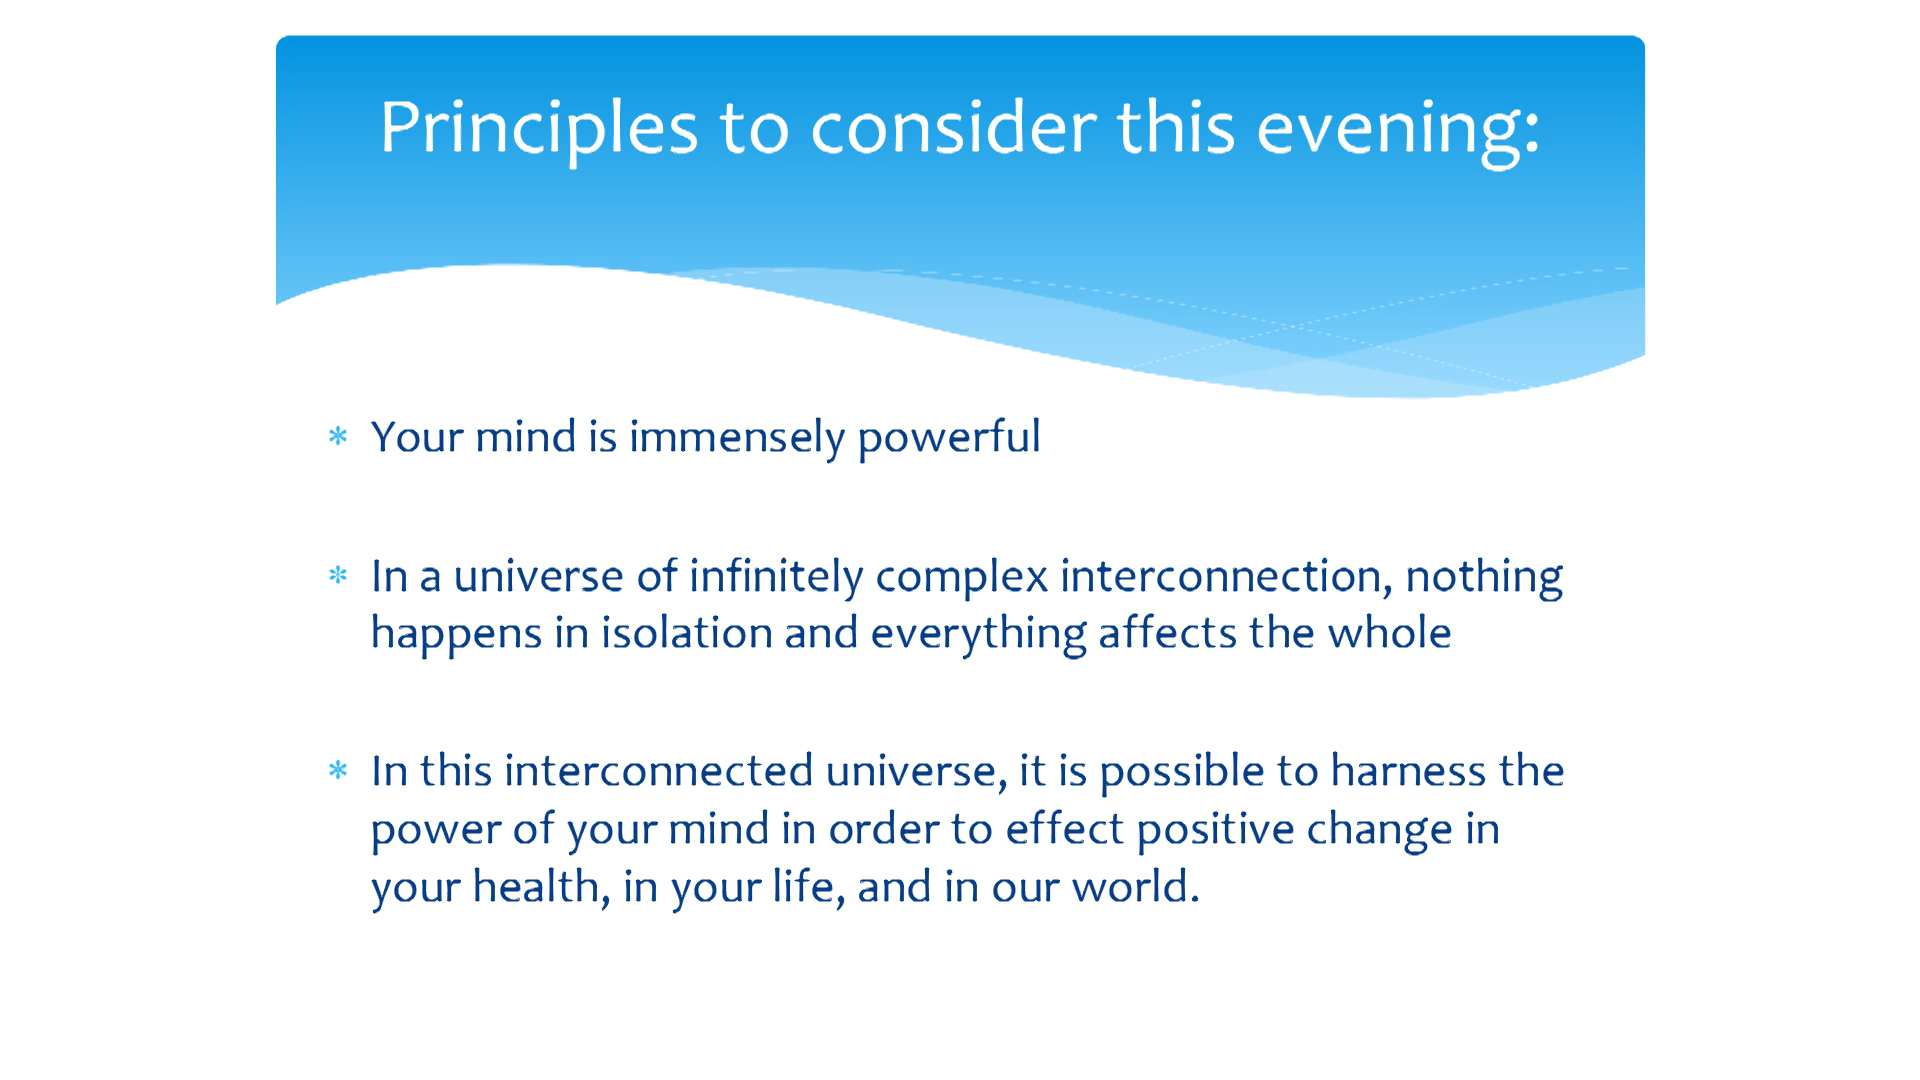 Principles to consider this evening:
* Your mind is immensely powerful
* In a universe of infinitely complex interconnection, nothing
happens in isolation and everything affects the whole
* In this interconnected universe, it is possible to harness the
power of your mind in order to effect positive change in
your health, in your life, and in our world.